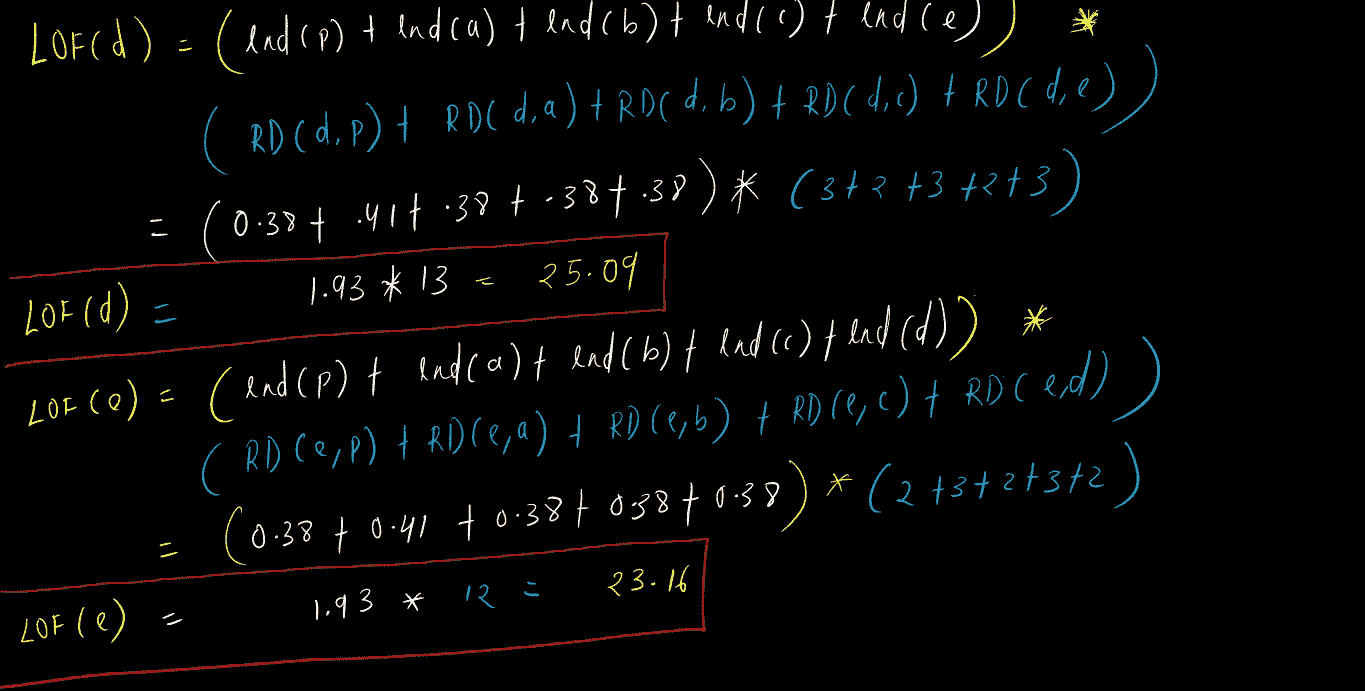 LOF(d) = (lrd(p) + lrd(a) + lrd(b) + lrd(c) + lrd(e)) *
(RD(d,p) + RD(d,a) + RD(d,b) + RD(d,c) + RD(d,e))
= (0.38 + .41 + .38 + .38 + .38) * (3+2+3+2+3)
LOF(d) = 1.93 * 13 = 25.09
LOF(e) = (lrd(p) + lrd(a) + lrd(b) + lrd(c) + lrd(d)) *
(RD(e,p) + RD(e,a) + RD(e,b) + RD(e,c) + RD(e,d))
= (0.38 + 0.41 + 0.38 + 0.38 + 0.38) * (2+3+2+3+2)
LOF(e) = 1.93 * 12 = 23.16